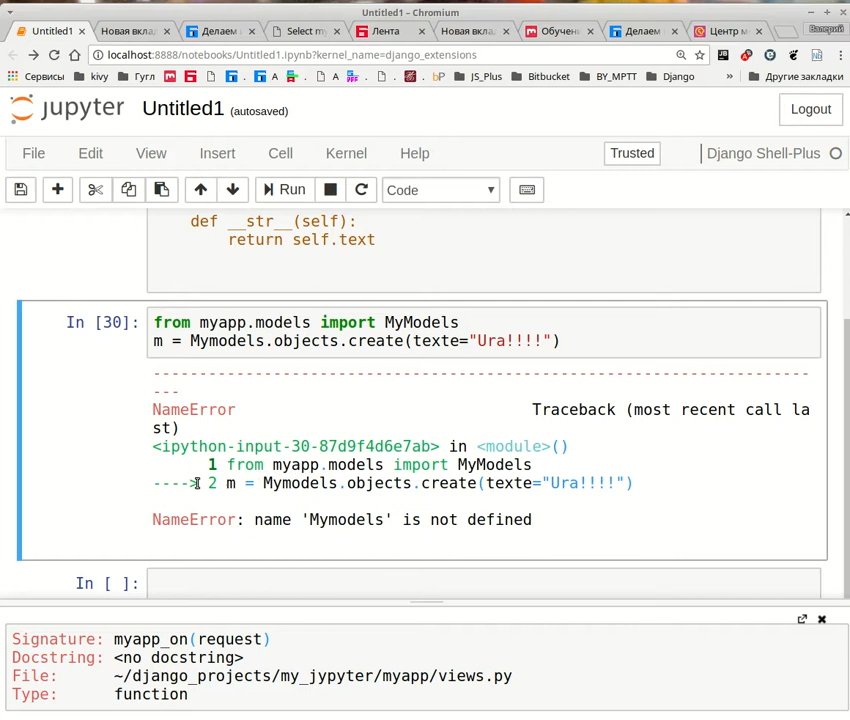 Untitled1 - Chromium
Untitled1 × Новая вкла × Делаем × Select my × Лента × Новая вкла × Обучен × Делаем × Центр м × Валерий
localhost:8888/notebooks/Untitled1.ipynb?kernel_name=django_extensions
Сервисы kivy Гугл A A bP JS_Plus Bitbucket BY_MPTT Django » Другие закладки
jupyter Untitled1 (autosaved) Logout
File Edit View Insert Cell Kernel Help Trusted Django Shell-Plus
Run Code
def __str__(self):
return self.text
In [30]: from myapp.models import MyModels
m = Mymodels.objects.create(texte="Ura!!!!")
-----------------------------------------------------------------------
---
NameError Traceback (most recent call la
st)
<ipython-input-30-87d9f4d6e7ab> in <module>()
1 from myapp.models import MyModels
----> 2 m = Mymodels.objects.create(texte="Ura!!!!")
NameError: name 'Mymodels' is not defined
In [ ]:
Signature: myapp_on(request)
Docstring: <no docstring>
File: ~/django_projects/my_jypyter/myapp/views.py
Type: function